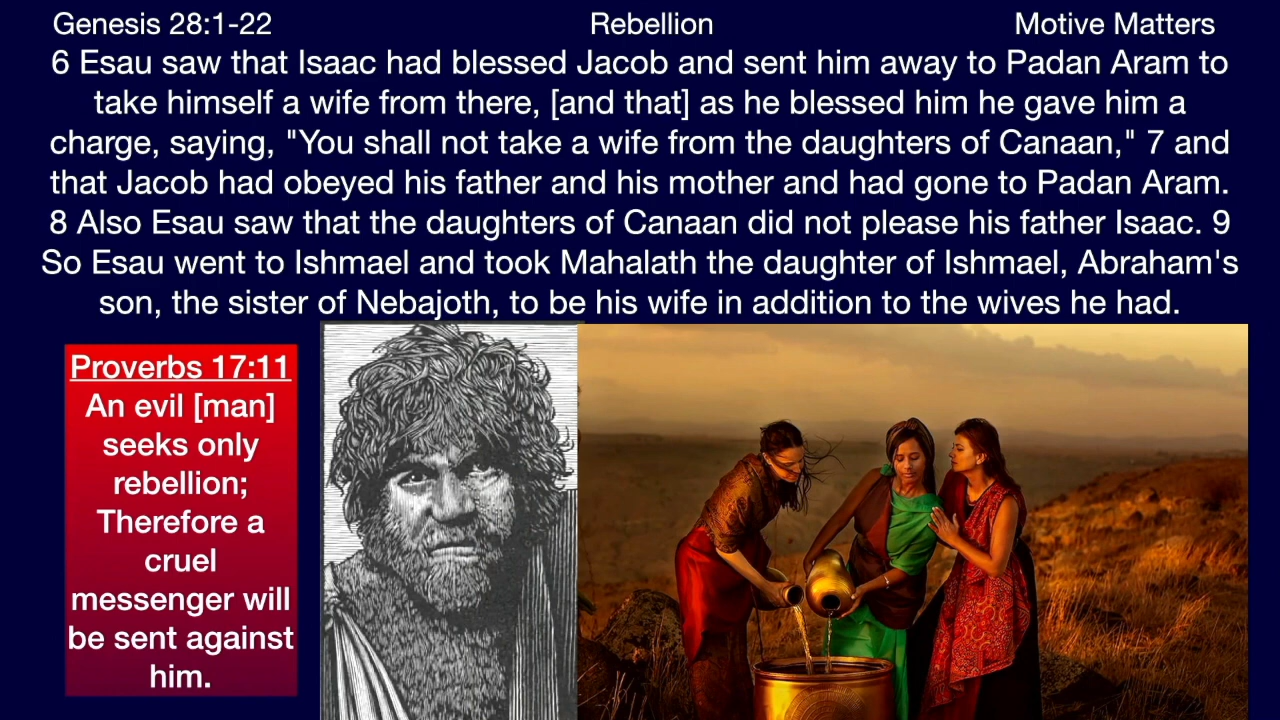 Genesis 28:1-22 Rebellion Motive Matters
6 Esau saw that Isaac had blessed Jacob and sent him away to Padan Aram to
take himself a wife from there, [and that] as he blessed him he gave him a
charge, saying, "You shall not take a wife from the daughters of Canaan," 7 and
that Jacob had obeyed his father and his mother and had gone to Padan Aram.
8 Also Esau saw that the daughters of Canaan did not please his father Isaac. 9
So Esau went to Ishmael and took Mahalath the daughter of Ishmael, Abraham's
son, the sister of Nebajoth, to be his wife in addition to the wives he had.
Proverbs 17:11
An evil [man]
seeks only
rebellion;
Therefore a
cruel
messenger will
be sent against
him.